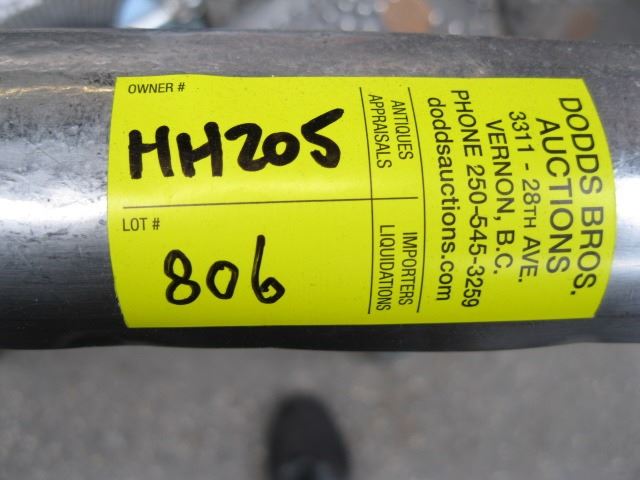 OWNER #
HH205
LOT #
806
ANTIQUES
APPRAISALS
IMPORTERS
LIQUIDATIONS
DODDS BROS.
AUCTIONS
3311 - 28TH AVE.
VERNON, B.C.
PHONE 250-545-3259
doddsauctions.com